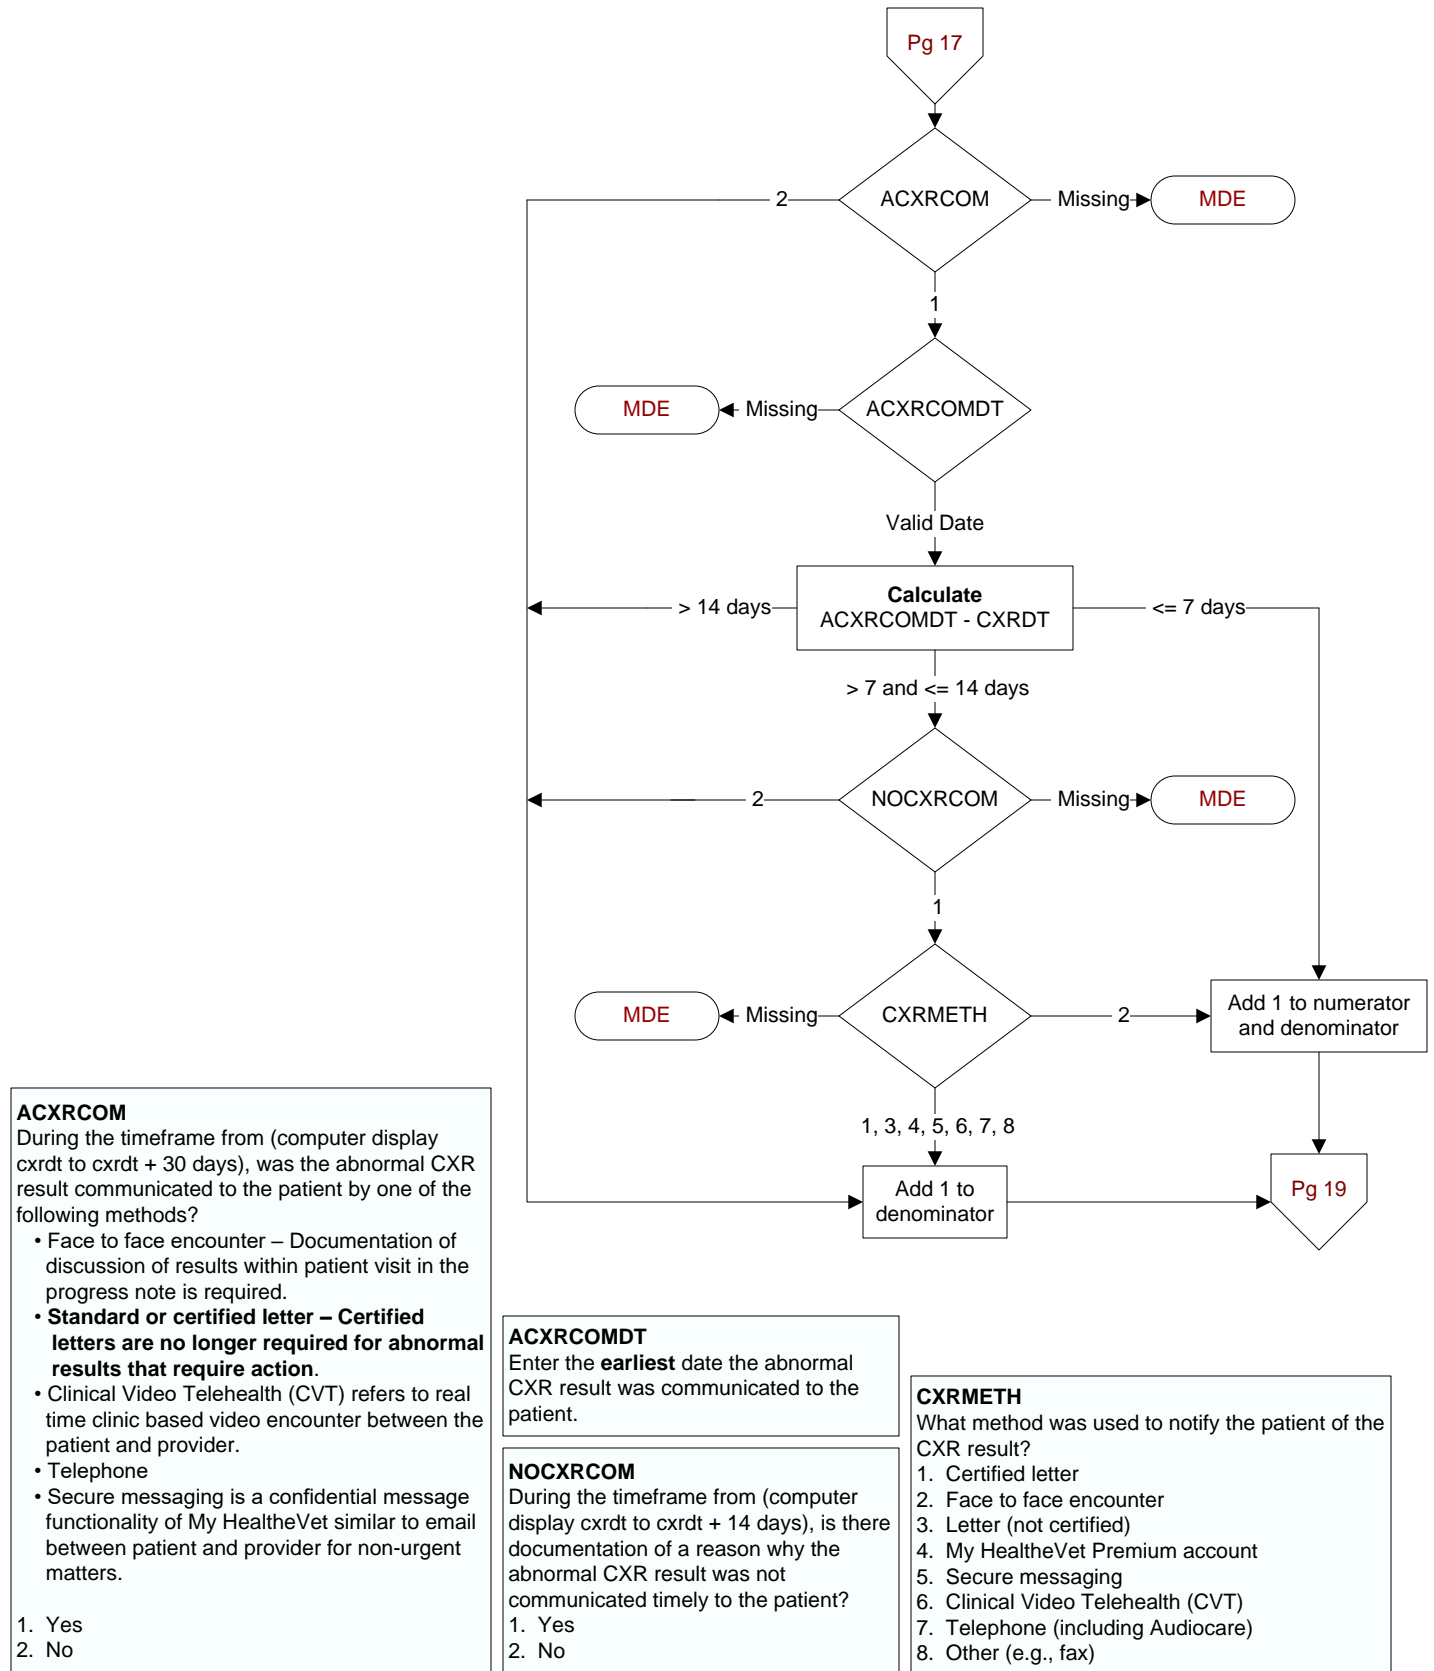 Pg 17
2
ACXRCOM
Missing
MDE
1
MDE
Missing
ACXRCOMDT
Valid Date
> 14 days
Calculate
ACXRCOMDT - CXRDT
<= 7 days
> 7 and <= 14 days
2
NOCXRCOM
Missing
MDE
1
MDE
Missing
CXRMETH
2
Add 1 to numerator
and denominator
1, 3, 4, 5, 6, 7, 8
Add 1 to
denominator
Pg 19
ACXRCOM
During the timeframe from (computer display
cxrdt to cxrdt + 30 days), was the abnormal CXR
result communicated to the patient by one of the
following methods?
• Face to face encounter – Documentation of
discussion of results within patient visit in the
progress note is required.
• Standard or certified letter – Certified
letters are no longer required for abnormal
results that require action.
• Clinical Video Telehealth (CVT) refers to real
time clinic based video encounter between the
patient and provider.
• Telephone
• Secure messaging is a confidential message
functionality of My HealtheVet similar to email
between patient and provider for non-urgent
matters.
1. Yes
2. No
ACXRCOMDT
Enter the earliest date the abnormal
CXR result was communicated to the
patient.
NOCXRCOM
During the timeframe from (computer
display cxrdt to cxrdt + 14 days), is there
documentation of a reason why the
abnormal CXR result was not
communicated timely to the patient?
1. Yes
2. No
CXRMETH
What method was used to notify the patient of the
CXR result?
1. Certified letter
2. Face to face encounter
3. Letter (not certified)
4. My HealtheVet Premium account
5. Secure messaging
6. Clinical Video Telehealth (CVT)
7. Telephone (including Audiocare)
8. Other (e.g., fax)